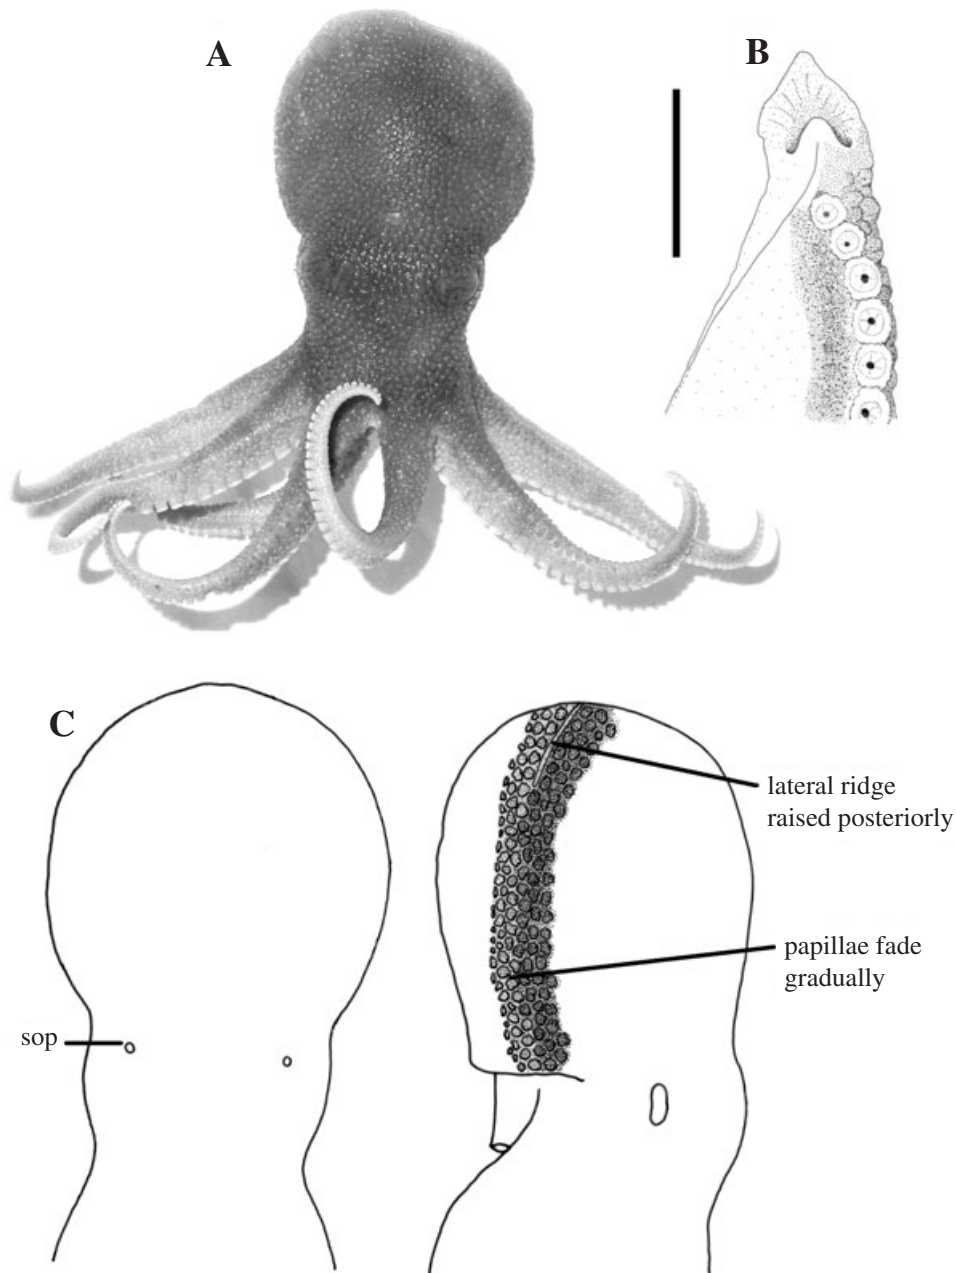 A
B
C
lateral ridge
raised posteriorly
papillae fade
gradually
sop